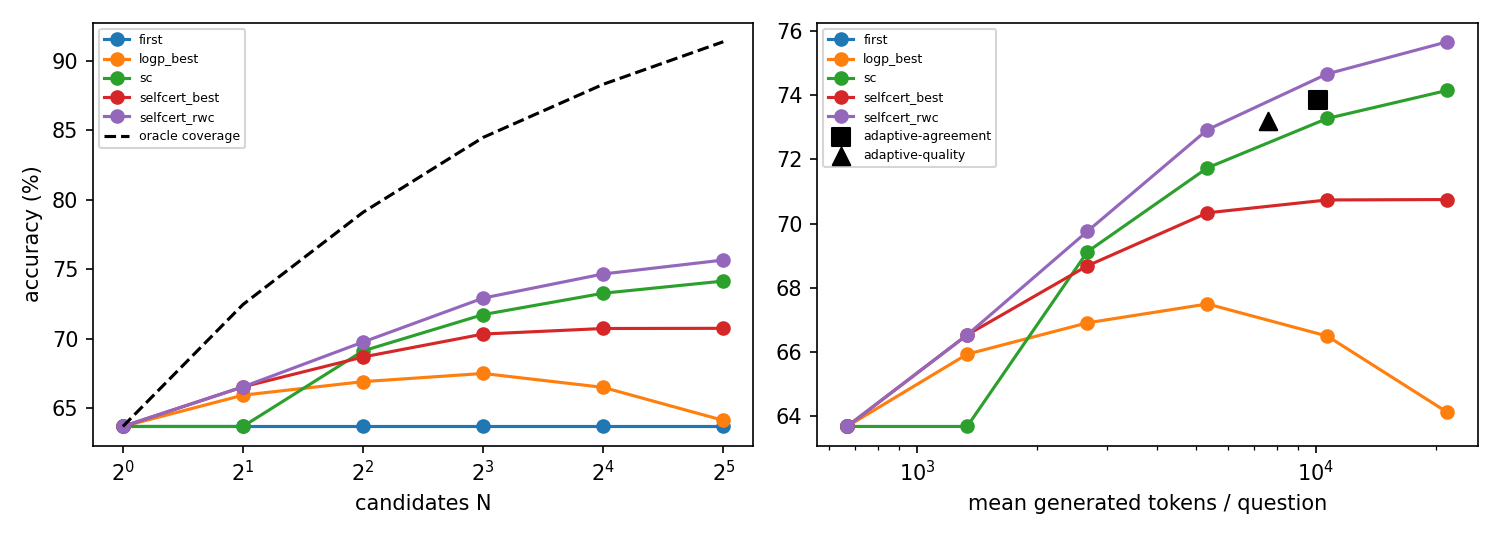 first
logp_best
sc
selfcert_best
selfcert_rwc
oracle coverage
90
85
80
75
70
65
accuracy (%)
2^0 2^1 2^2 2^3 2^4 2^5
candidates N
first
logp_best
sc
selfcert_best
selfcert_rwc
adaptive-agreement
adaptive-quality
76
74
72
70
68
66
64
10^3 10^4
mean generated tokens / question